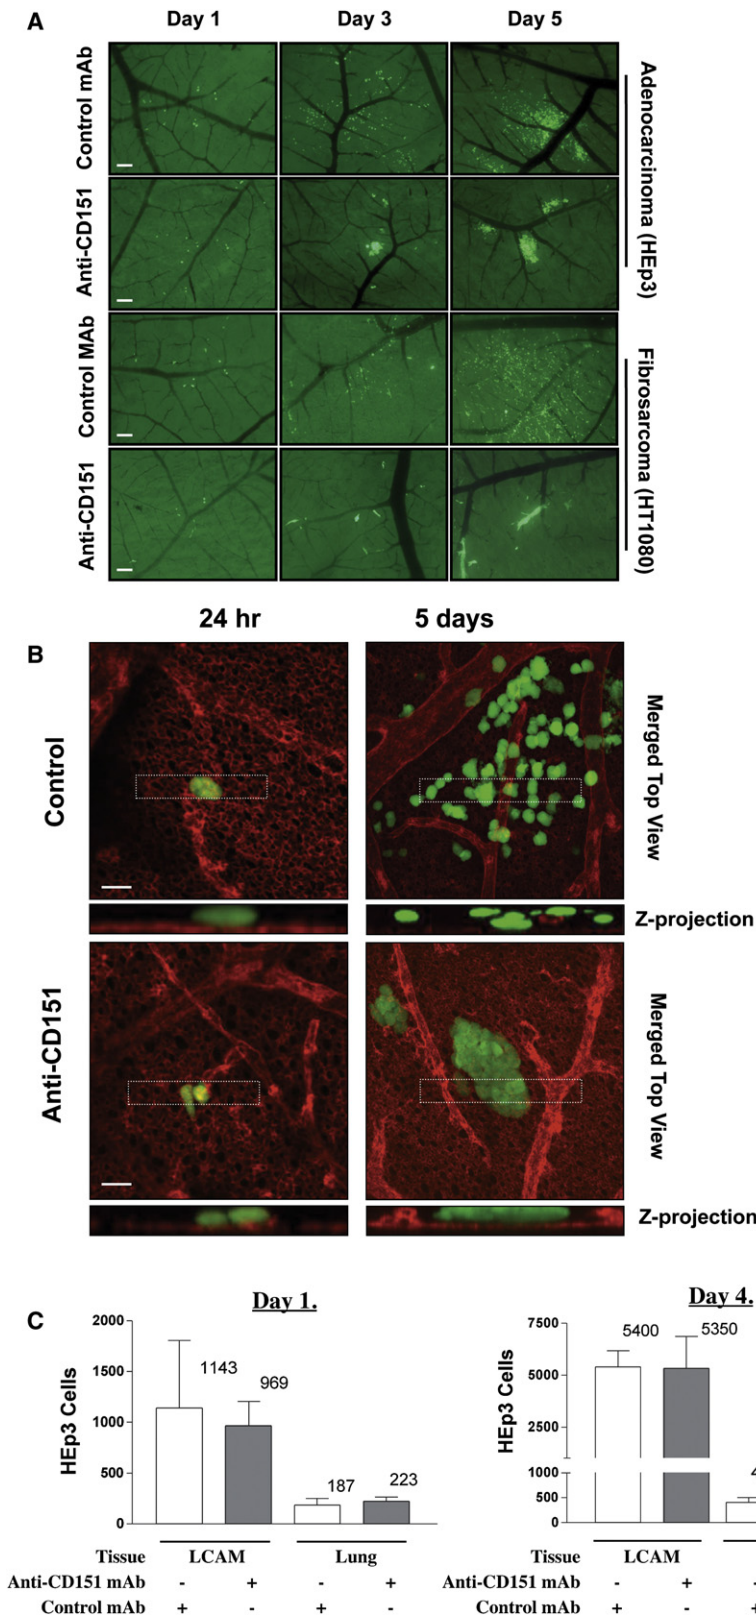 A
Day 1 Day 3 Day 5
Control mAb
Anti-CD151
Adenocarcinoma (HEp3)
Control MAb
Anti-CD151
Fibrosarcoma (HT1080)
B
24 hr 5 days
Control
Merged Top View
Z-projection
Anti-CD151
Merged Top View
Z-projection
C
Day 1.
HEp3 Cells
2000
1500
1000
500
0
1143
969
187
223
Tissue LCAM Lung
Anti-CD151 mAb - + - +
Control mAb + - + -
Day 4.
HEp3 Cells
7500
5000
2500
1000
500
0
5400
5350
Tissue LCAM
Anti-CD151 mAb - +
Control mAb + -